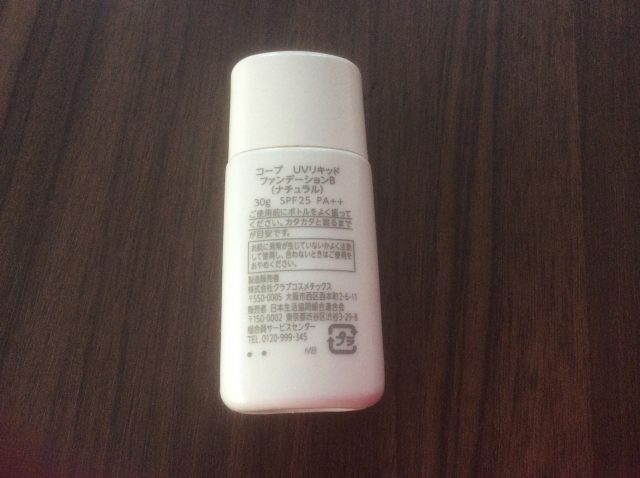 コープ UVリキッド
ファンデーションB
(ナチュラル)
30g SPF25 PA++
ご使用前にボトルをよく振って
ください。カタカタと鳴るまで
が目安です。
お肌に異常が生じていないかよく注意
して使用し、合わないときはご使用を
おやめください。
製造販売者
株式会社クラブコスメチックス
〒550-0005 大阪市西区西本町2-6-11
販売者 日本生活協同組合連合会
〒150-0002 東京都渋谷区渋谷3-29-8
組合員サービスセンター
TEL.0120-999-345
プラ
MB